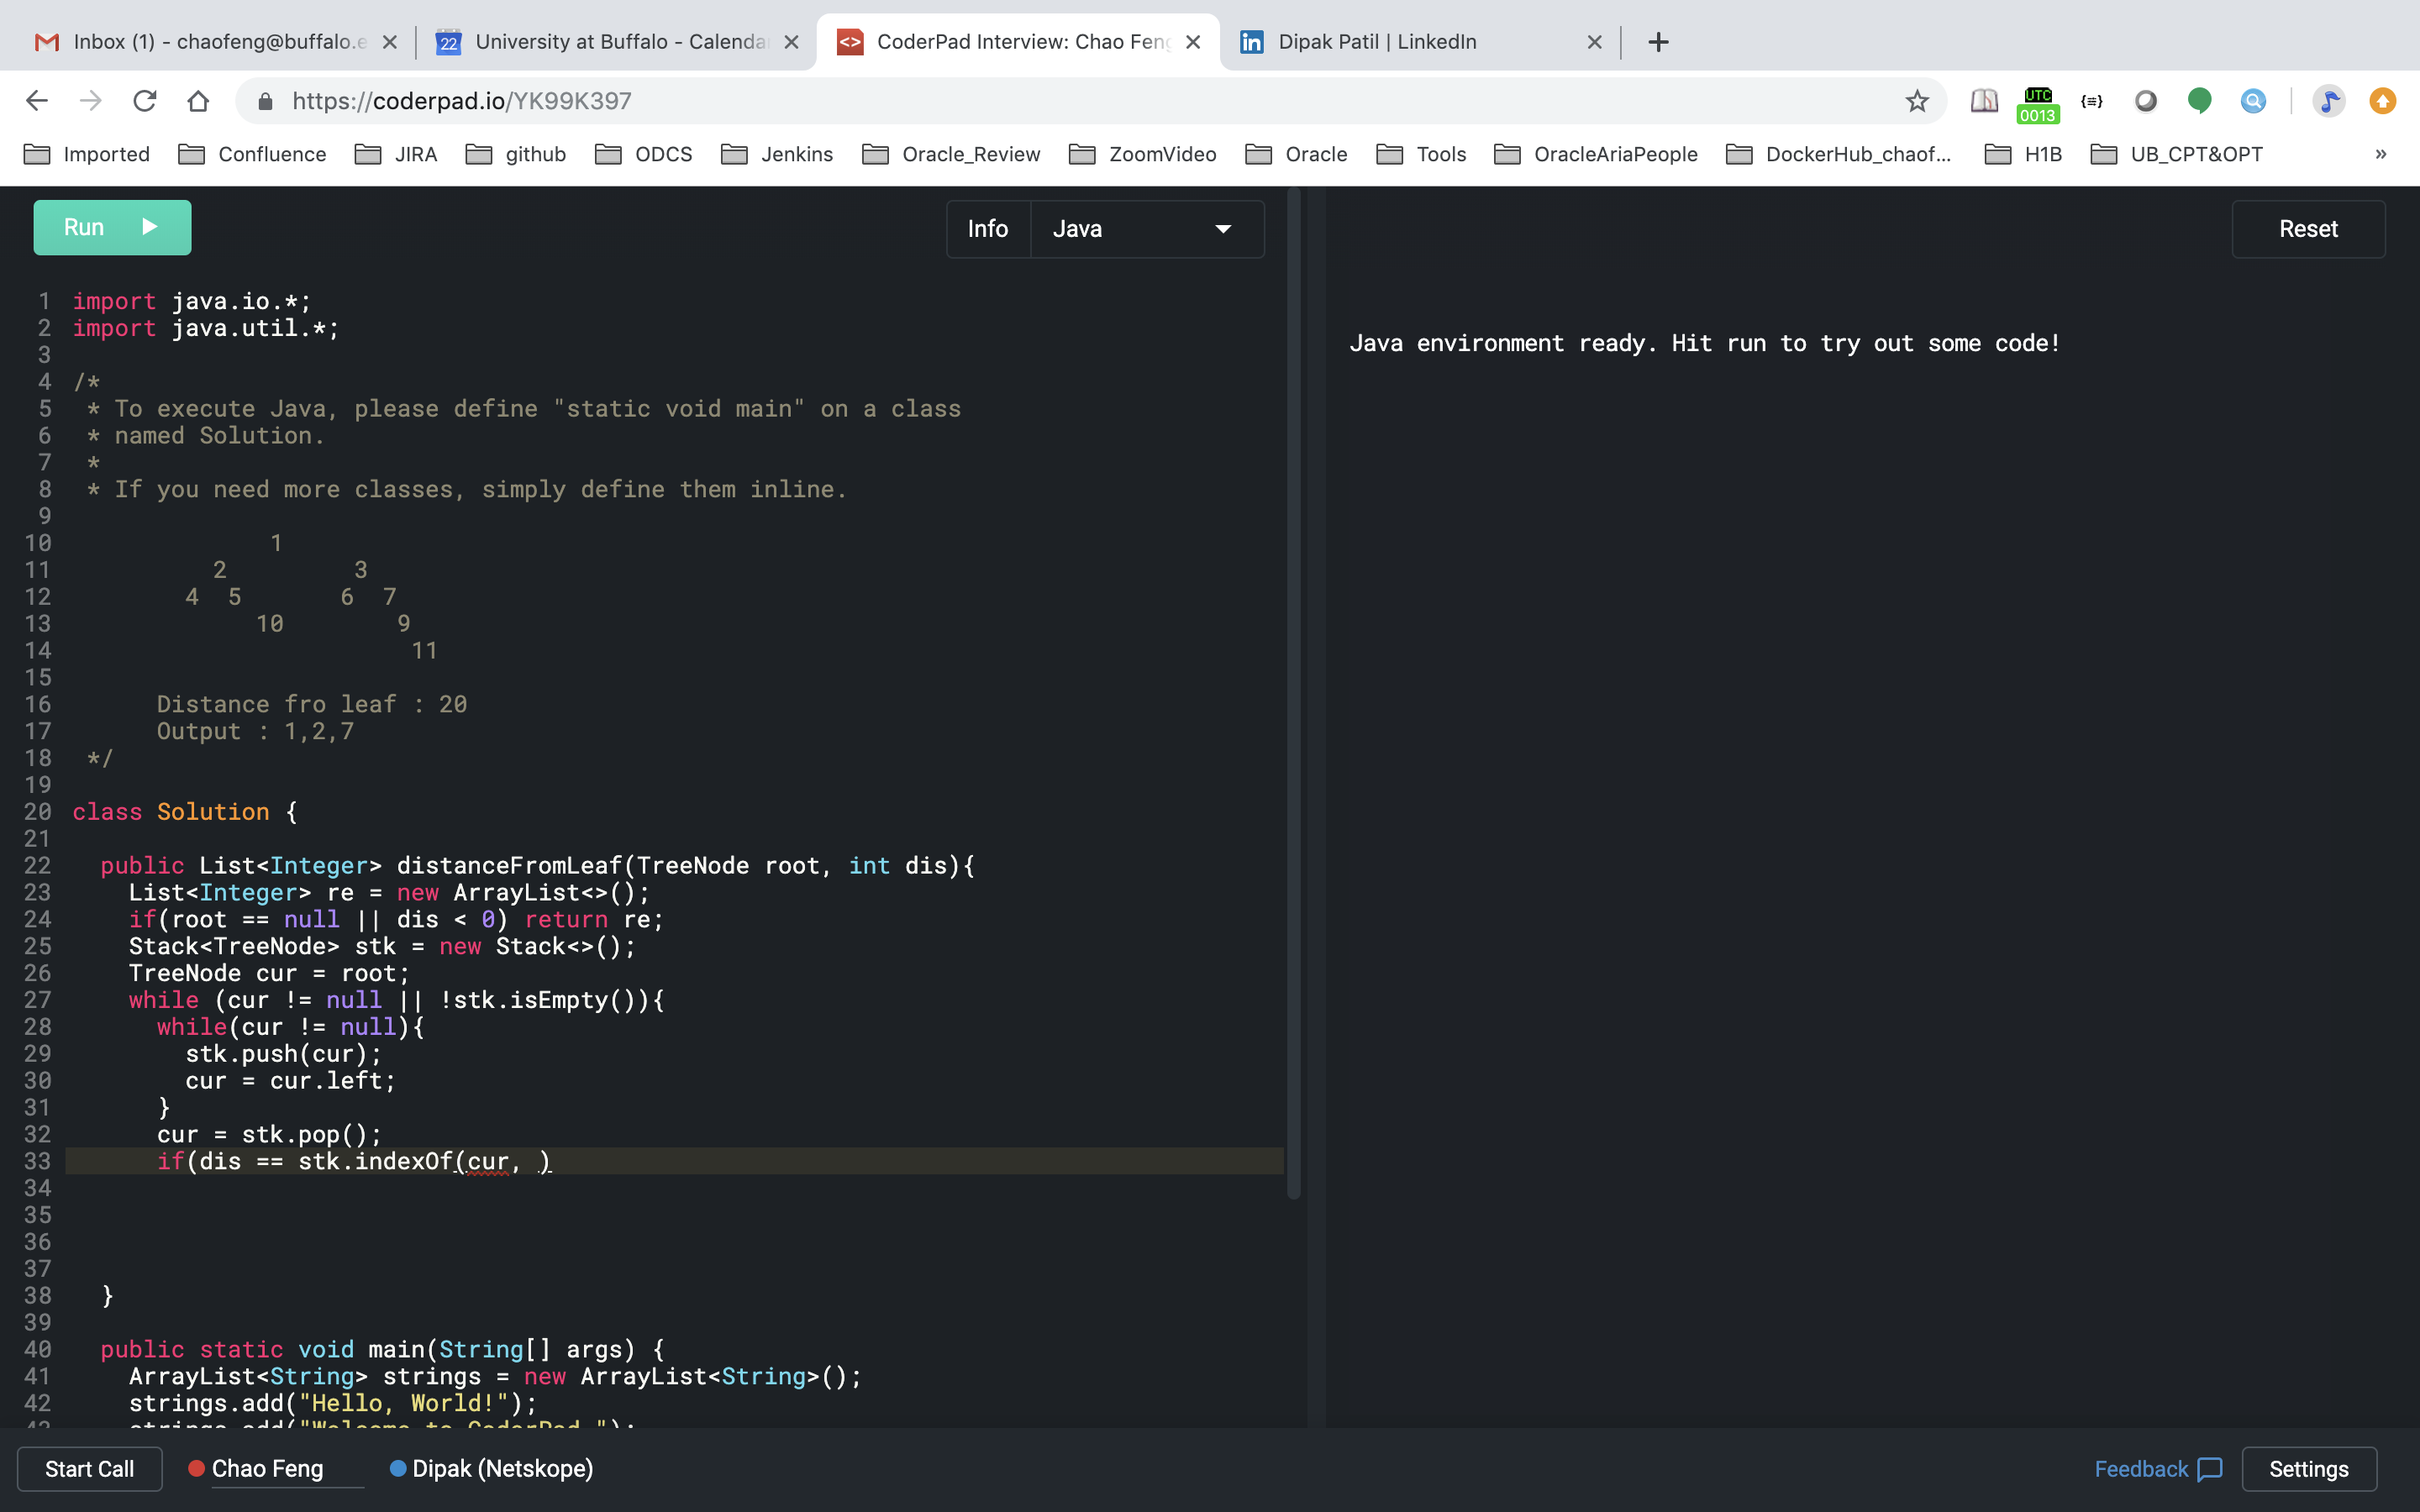 Inbox (1) - chaofeng@buffalo.e
University at Buffalo - Calenda
CoderPad Interview: Chao Feng
Dipak Patil | LinkedIn
22
https://coderpad.io/YK99K397
UTC
0013
Imported Confluence JIRA github ODCS Jenkins Oracle_Review ZoomVideo Oracle Tools OracleAriaPeople DockerHub_chaof... H1B UB_CPT&OPT »
Run Info Java Reset
Java environment ready. Hit run to try out some code!
1 import java.io.*;
2 import java.util.*;
3
4 /*
5  * To execute Java, please define "static void main" on a class
6  * named Solution.
7  *
8  * If you need more classes, simply define them inline.
9
10               1
11           2         3
12         4  5       6  7
13              10        9
14                         11
15
16       Distance fro leaf : 20
17       Output : 1,2,7
18  */
19
20 class Solution {
21
22   public List<Integer> distanceFromLeaf(TreeNode root, int dis){
23     List<Integer> re = new ArrayList<>();
24     if(root == null || dis < 0) return re;
25     Stack<TreeNode> stk = new Stack<>();
26     TreeNode cur = root;
27     while (cur != null || !stk.isEmpty()){
28       while(cur != null){
29         stk.push(cur);
30         cur = cur.left;
31       }
32       cur = stk.pop();
33       if(dis == stk.indexOf(cur, )
34
35
36
37
38   }
39
40   public static void main(String[] args) {
41     ArrayList<String> strings = new ArrayList<String>();
42     strings.add("Hello, World!");
43     strings.add("Welcome to CoderPad.");
Start Call Chao Feng Dipak (Netskope) Feedback Settings